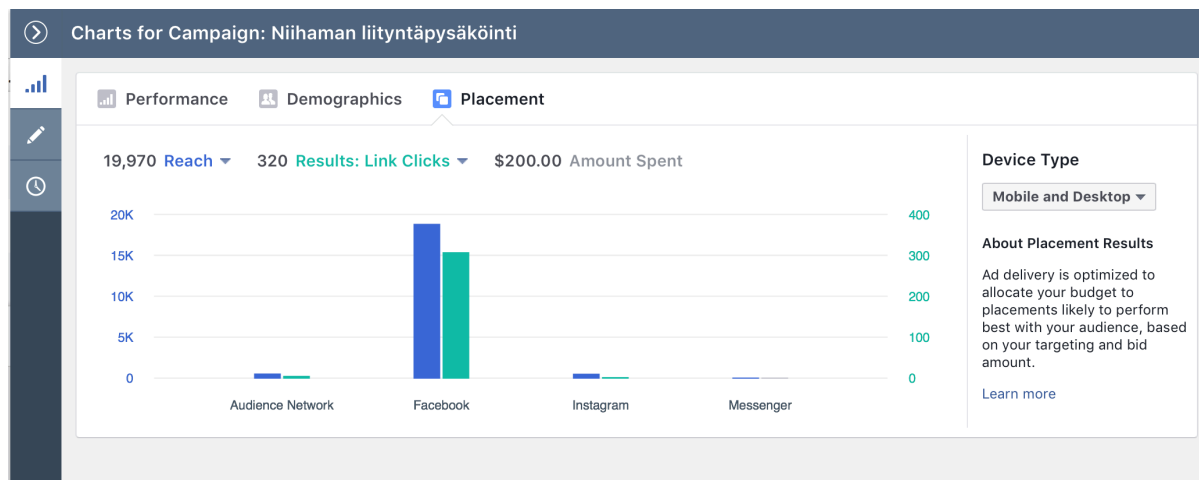 Charts for Campaign: Niihaman liityntäpysäköinti
Performance Demographics Placement
19,970 Reach 320 Results: Link Clicks $200.00 Amount Spent
Device Type
Mobile and Desktop
About Placement Results
Ad delivery is optimized to
allocate your budget to
placements likely to perform
best with your audience, based
on your targeting and bid
amount.
Learn more
20K 400
15K 300
10K 200
5K 100
0 0
Audience Network Facebook Instagram Messenger